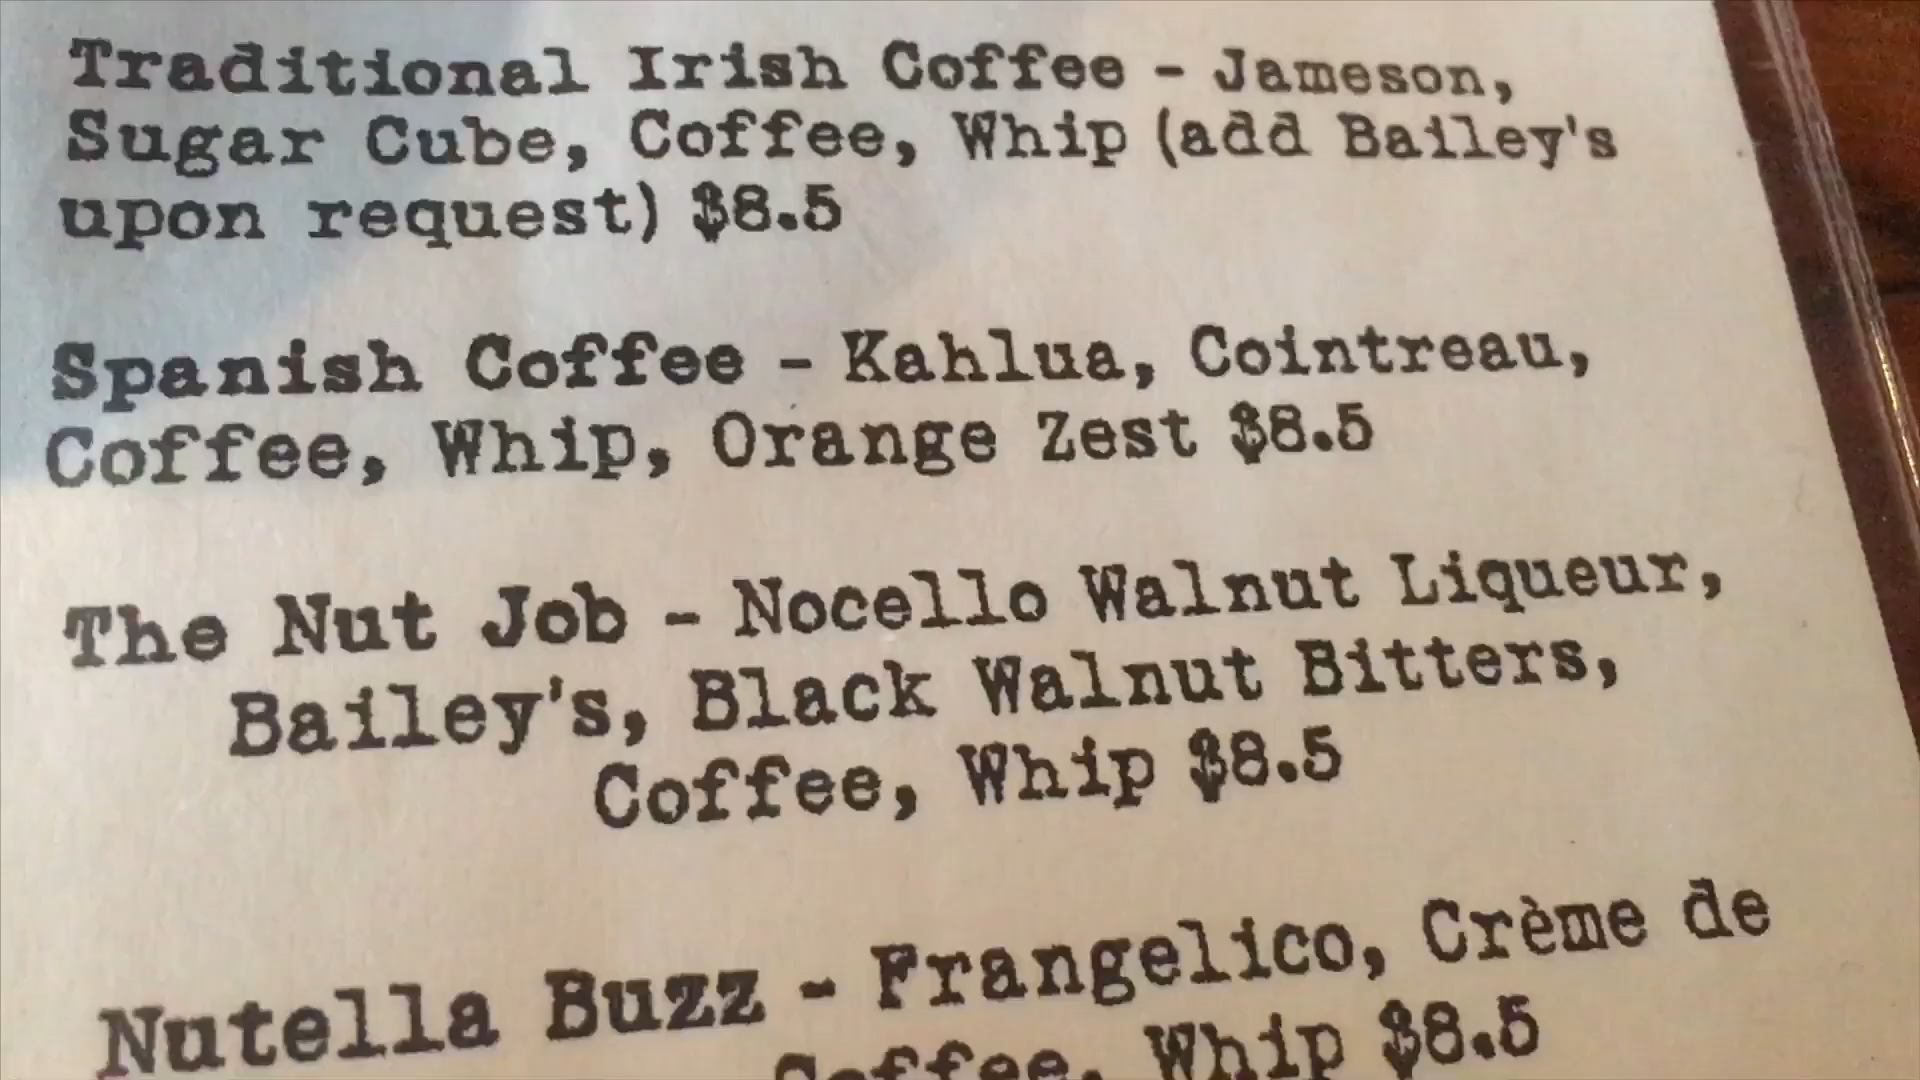 Traditional Irish Coffee - Jameson,
Sugar Cube, Coffee, Whip (add Bailey's
upon request) $8.5
Spanish Coffee - Kahlua, Cointreau,
Coffee, Whip, Orange Zest $8.5
The Nut Job - Nocello Walnut Liqueur,
Bailey's, Black Walnut Bitters,
Coffee, Whip $8.5
Nutella Buzz - Frangelico, Crème de
Coffee, Whip $8.5